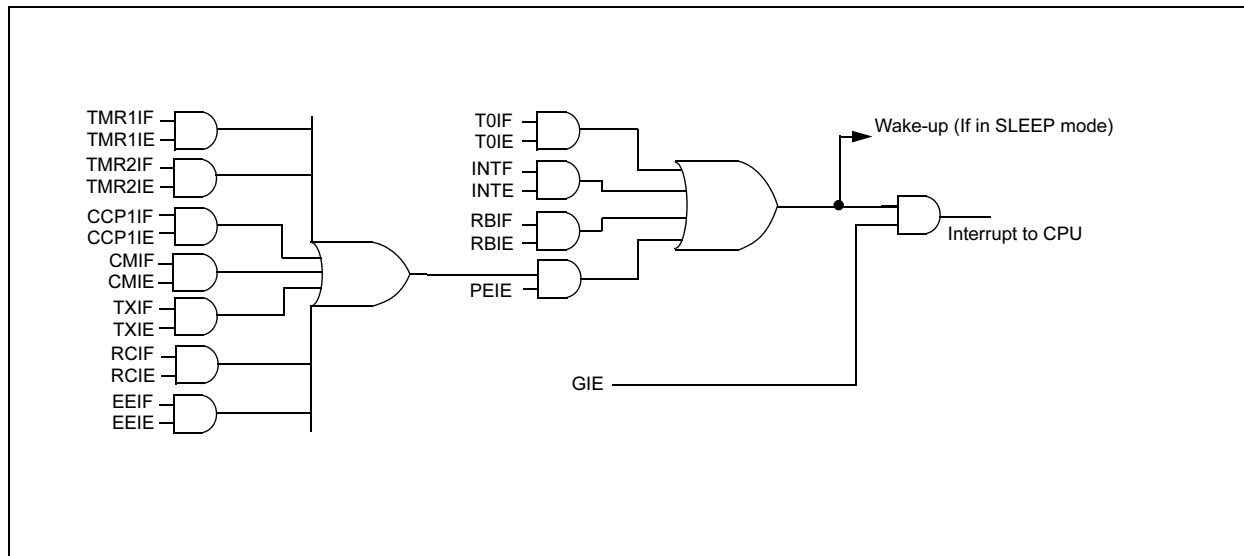 TMR1IF
TMR1IE
TMR2IF
TMR2IE
CCP1IF
CCP1IE
CMIF
CMIE
TXIF
TXIE
RCIF
RCIE
EEIF
EEIE
T0IF
T0IE
INTF
INTE
RBIF
RBIE
PEIE
GIE
Wake-up (If in SLEEP mode)
Interrupt to CPU